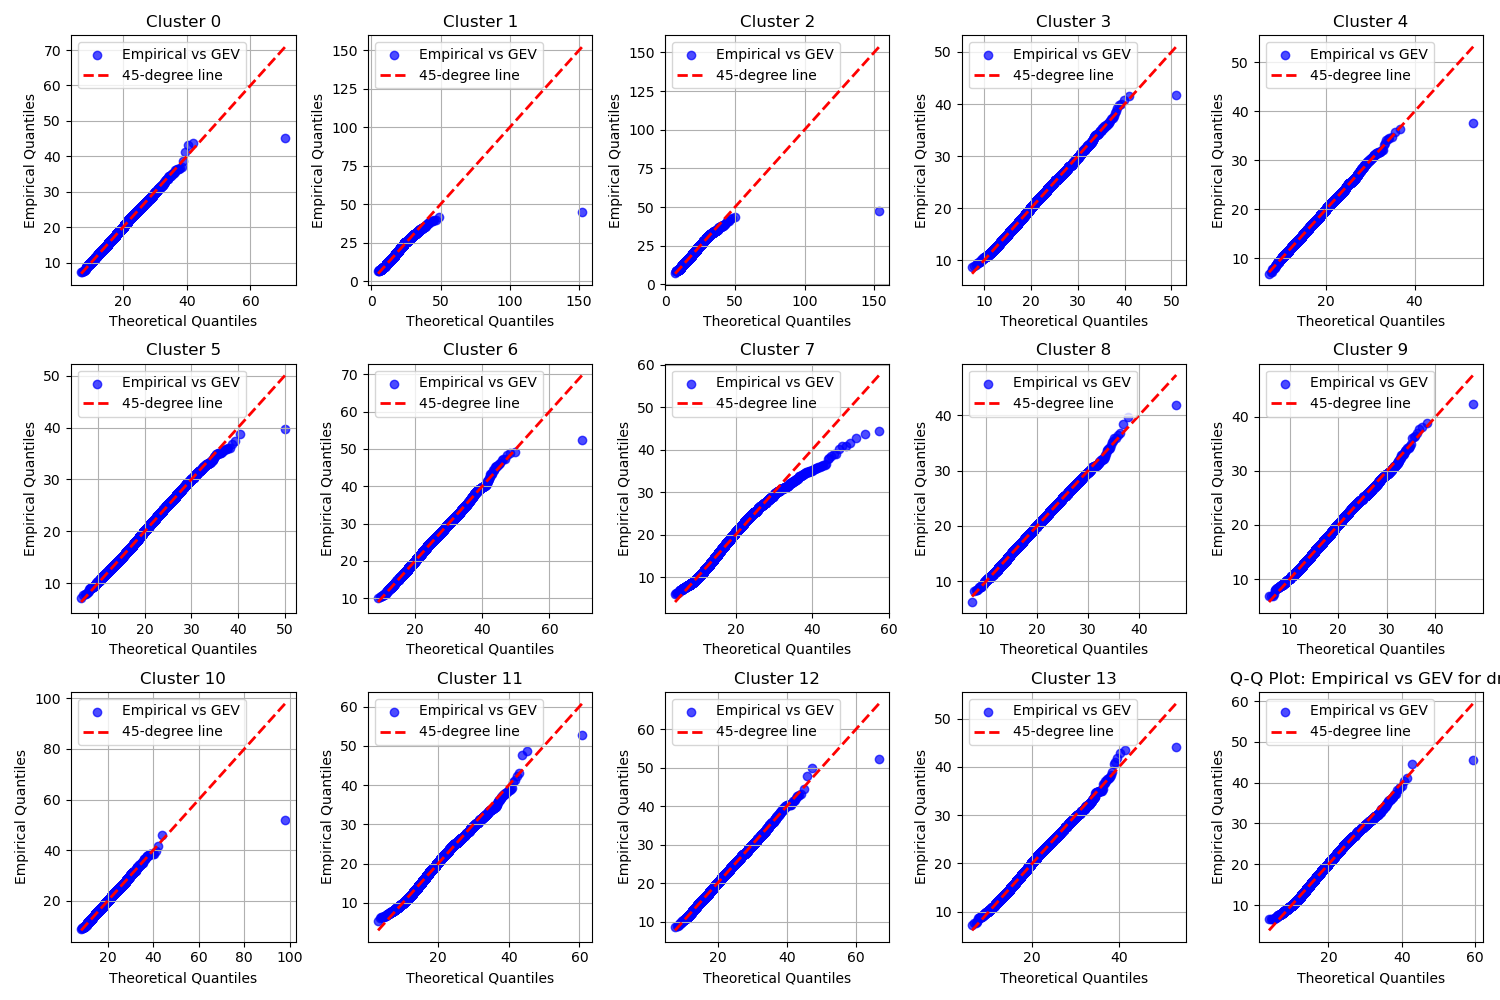 Cluster 0
Empirical vs GEV
45-degree line
70
60
50
40
30
20
10
20
40
60
Empirical Quantiles
Theoretical Quantiles
Cluster 1
Empirical vs GEV
45-degree line
150
125
100
75
50
25
0
0
50
100
150
Empirical Quantiles
Theoretical Quantiles
Cluster 2
Empirical vs GEV
45-degree line
150
125
100
75
50
25
0
0
50
100
150
Empirical Quantiles
Theoretical Quantiles
Cluster 3
Empirical vs GEV
45-degree line
50
40
30
20
10
10
20
30
40
50
Empirical Quantiles
Theoretical Quantiles
Cluster 4
Empirical vs GEV
45-degree line
50
40
30
20
10
20
40
Empirical Quantiles
Theoretical Quantiles
Cluster 5
Empirical vs GEV
45-degree line
50
40
30
20
10
10
20
30
40
50
Empirical Quantiles
Theoretical Quantiles
Cluster 6
Empirical vs GEV
45-degree line
70
60
50
40
30
20
10
20
40
60
Empirical Quantiles
Theoretical Quantiles
Cluster 7
Empirical vs GEV
45-degree line
60
50
40
30
20
10
20
40
60
Empirical Quantiles
Theoretical Quantiles
Cluster 8
Empirical vs GEV
45-degree line
40
30
20
10
10
20
30
40
Empirical Quantiles
Theoretical Quantiles
Cluster 9
Empirical vs GEV
45-degree line
40
30
20
10
10
20
30
40
Empirical Quantiles
Theoretical Quantiles
Cluster 10
Empirical vs GEV
45-degree line
100
80
60
40
20
20
40
60
80
100
Empirical Quantiles
Theoretical Quantiles
Cluster 11
Empirical vs GEV
45-degree line
60
50
40
30
20
10
20
40
60
Empirical Quantiles
Theoretical Quantiles
Cluster 12
Empirical vs GEV
45-degree line
60
50
40
30
20
10
20
40
60
Empirical Quantiles
Theoretical Quantiles
Cluster 13
Empirical vs GEV
45-degree line
50
40
30
20
10
20
40
Empirical Quantiles
Theoretical Quantiles
Q-Q Plot: Empirical vs GEV for
Empirical vs GEV
45-degree line
60
50
40
30
20
10
20
40
60
Empirical Quantiles
Theoretical Quantiles